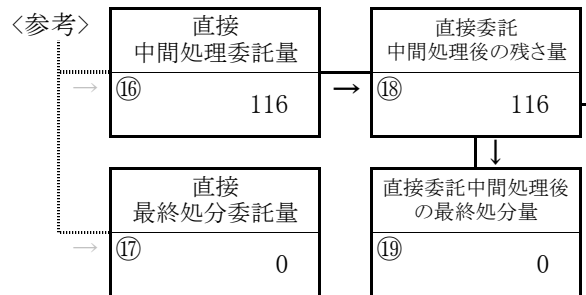 〈参考〉
直接
中間処理委託量
⑯
116
→
→
直接委託
中間処理後の残さ量
⑱
116
↓
直接
最終処分委託量
⑰
0
→
直接委託中間処理後
の最終処分量
⑲
0